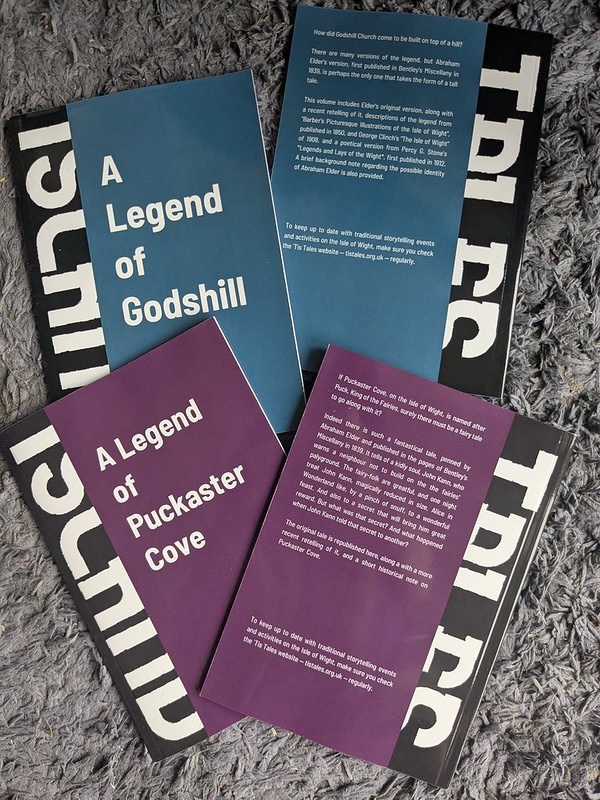 ISLAN
A
Legend
of
Godshill
How did Godshill Church come to be built on top of a hill?
There are many versions of the legend, but Abraham
Elder's version, first published in Bentley's Miscellany in
1839, is perhaps the only one that takes the form of a tall
tale.
This volume includes Elder's original version, along with
a recent retelling of it, descriptions of the legend from
"Barber's Picturesque Illustrations of the Isle of Wight",
published in 1850, and George Clinch's "The Isle of Wight"
of 1908, and a poetical version from Percy G. Stone's
"Legends and Lays of the Wight", first published in 1912.
A brief background note regarding the possible identity
of Abraham Elder is also provided.
To keep up to date with traditional storytelling events
and activities on the Isle of Wight, make sure you check
the 'Tis Tales website – tistales.org.uk – regularly.
TALES
ISLAND
A Legend
of
Puckaster
Cove
If Puckaster Cove, on the Isle of Wight, is named after
Puck, King of the Fairies, surely there must be a fairy tale
to go along with it?
Indeed there is such a fantastical tale, penned by
Abraham Elder and published in the pages of Bentley's
Miscellany in 1839. It tells of a kidly soul, John Kann, who
warns a neighbour not to build on the fairies'
palyground. The fairy-folk are greatful, and one night
treat John Kann, magically reduced in size, Alice in
Wonderland like, by a pinch of snuff, to a wonderful
feast. And also to a secret that will bring him great
reward. But what was that secret? And what happened
when John Kann told that secret to another?
The original tale is republished here, along with a more
recent retelling of it, and a short historical note on
Puckaster Cove.
To keep up to date with traditional storytelling events
and activities on the Isle of Wight, make sure you check
the 'Tis Tales website – tistales.org.uk – regularly.
TALES